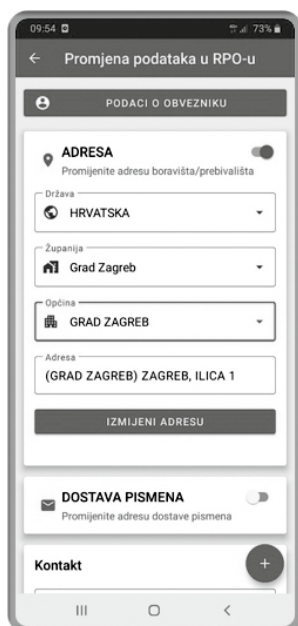 09:54 73%
Promjena podataka u RPO-u
PODACI O OBVEZNIKU
ADRESA
Promijenite adresu boravišta/prebivališta
Država
HRVATSKA
Županija
Grad Zagreb
Općina
GRAD ZAGREB
Adresa
(GRAD ZAGREB) ZAGREB, ILICA 1
IZMIJENI ADRESU
DOSTAVA PISMENA
Promijenite adresu dostave pismena
Kontakt